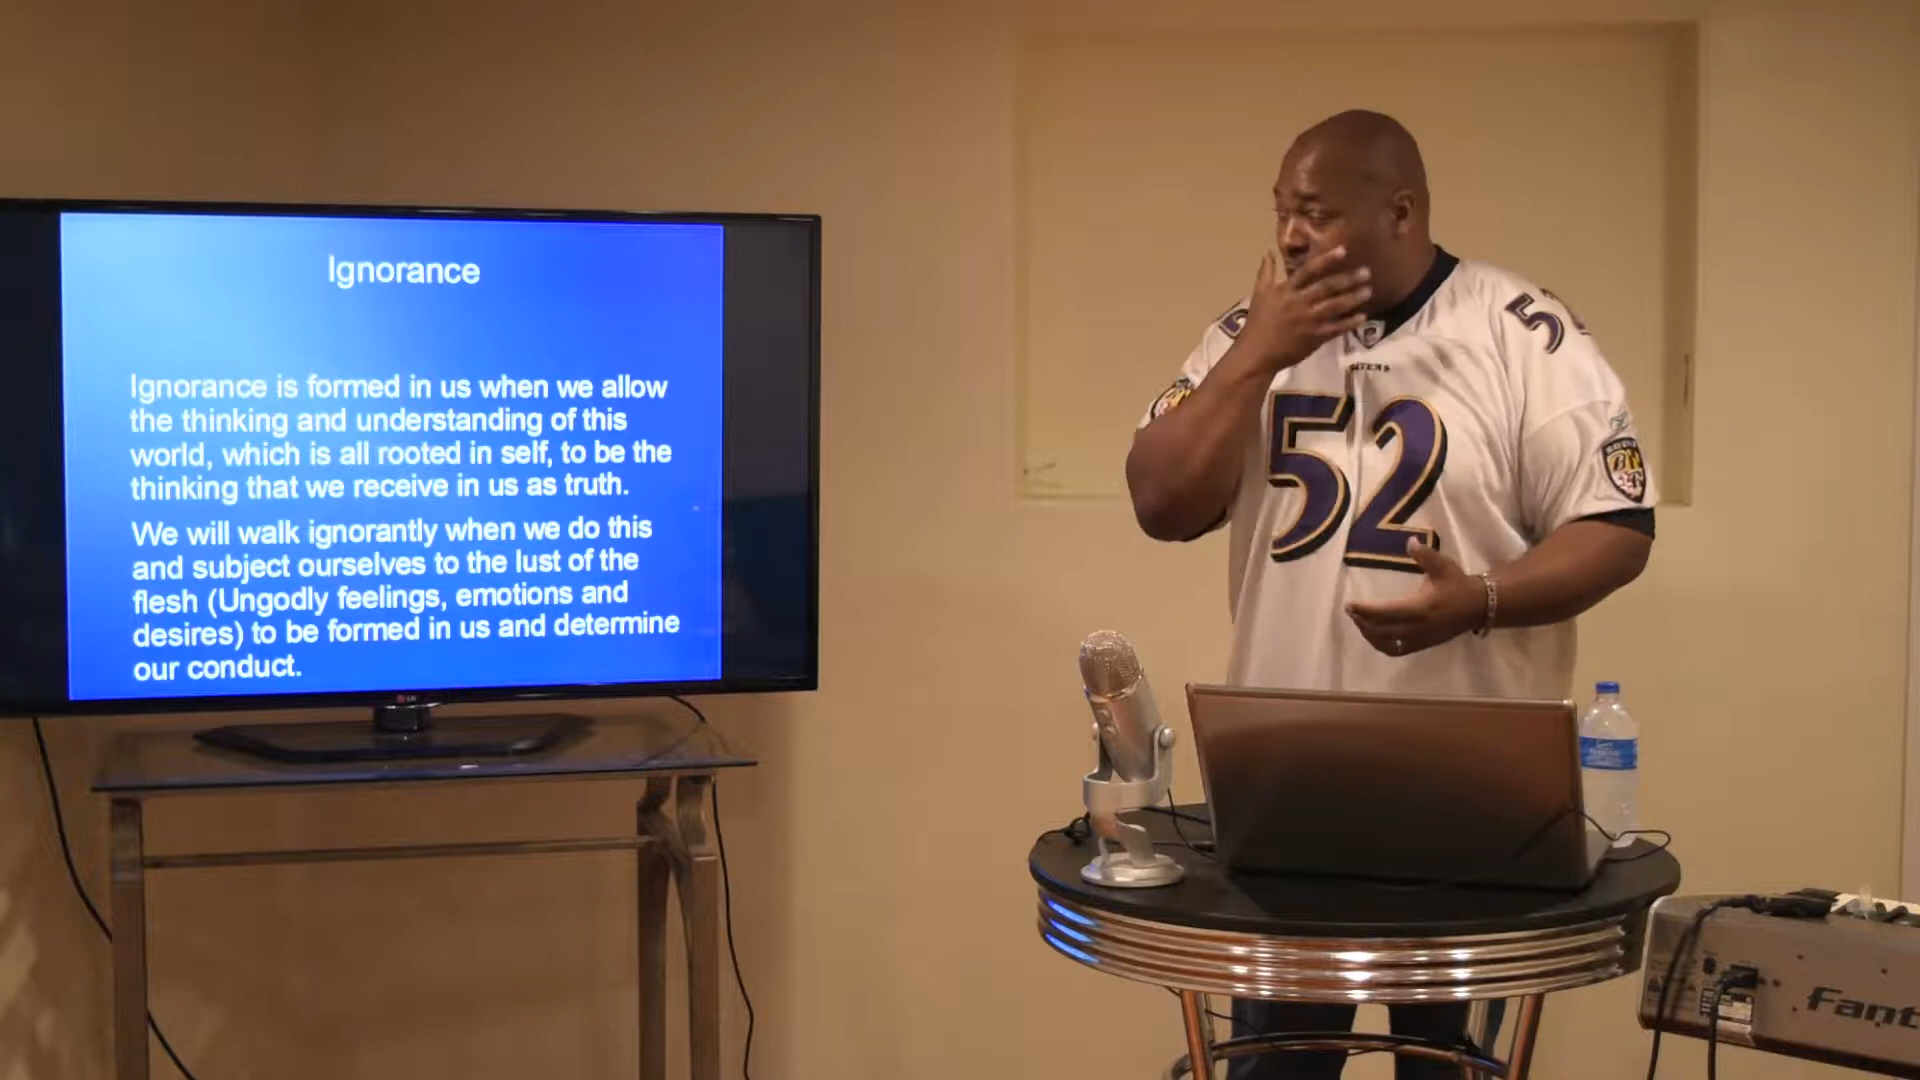 Ignorance
Ignorance is formed in us when we allow
the thinking and understanding of this
world, which is all rooted in self, to be the
thinking that we receive in us as truth.
We will walk ignorantly when we do this
and subject ourselves to the lust of the
flesh (Ungodly feelings, emotions and
desires) to be formed in us and determine
our conduct.
LG
52
52
Fant